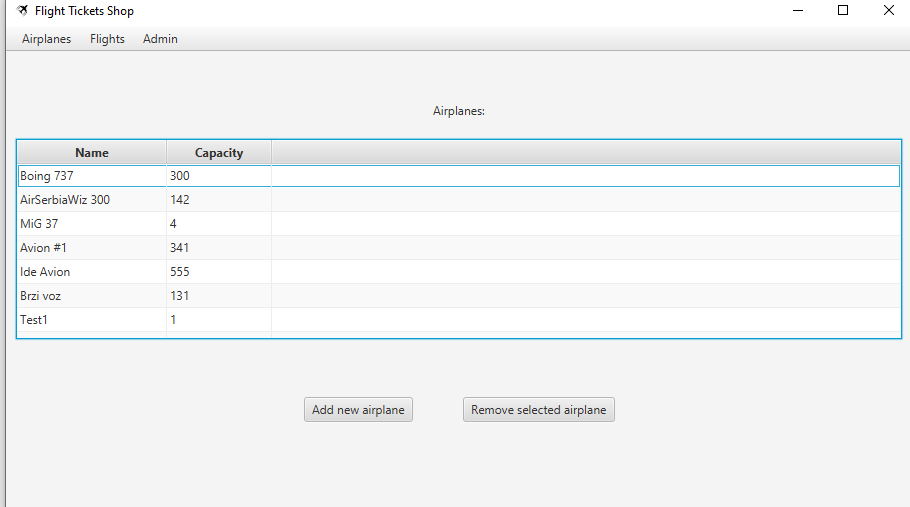 Flight Tickets Shop
Airplanes Flights Admin
Airplanes:
Name Capacity
Boing 737 300
AirSerbiaWiz 300 142
MiG 37 4
Avion #1 341
Ide Avion 555
Brzi voz 131
Test1 1
Add new airplane Remove selected airplane